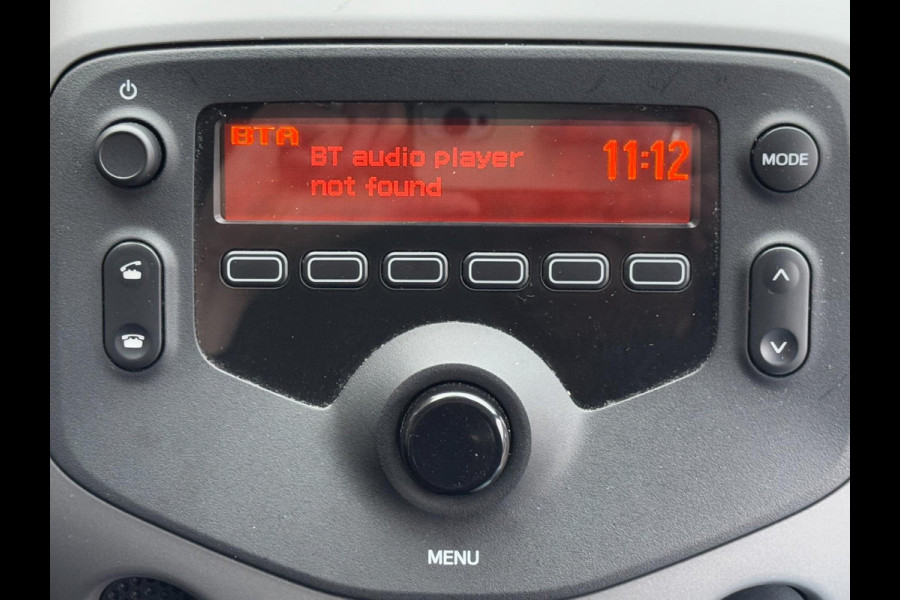 BTA
BT audio player
not found
11:12
MODE
MENU